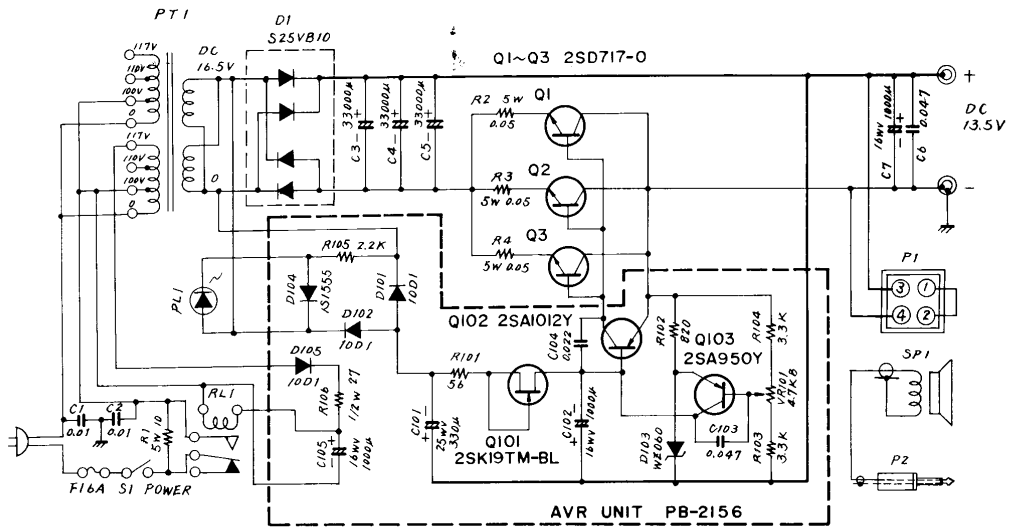 PT1
D1
S25VB10
117V
110V
100V
0
117V
110V
100V
0
DC
16.5V
0
C3
33000µ
C4
33000µ
C5
33000µ
Q1~Q3 2SD717-O
R2 5W
0.05
Q1
R3
5W 0.05
Q2
R4
5W 0.05
Q3
+
DC
13.5V
-
C7
16WV 1000µ
C6
0.047
P1
3
1
4
2
SP1
P2
PL1
R105 2.2K
D104
1S1555
D101
10D1
D102
10D1
D105
10D1
R106
1/2W 27
C105
16WV
1000µ
R101
56
C101
25WV
330µ
Q101
2SK19TM-BL
C102
16WV 1000µ
Q102 2SA1012Y
C104
0.022
R102
820
Q103
2SA950Y
R104
3.3K
VR101
4.7KB
R103
3.3K
C103
0.047
D103
WZ060
RL1
C1
0.01
C2
0.01
R1
5W 10
F16A
S1 POWER
AVR UNIT PB-2156